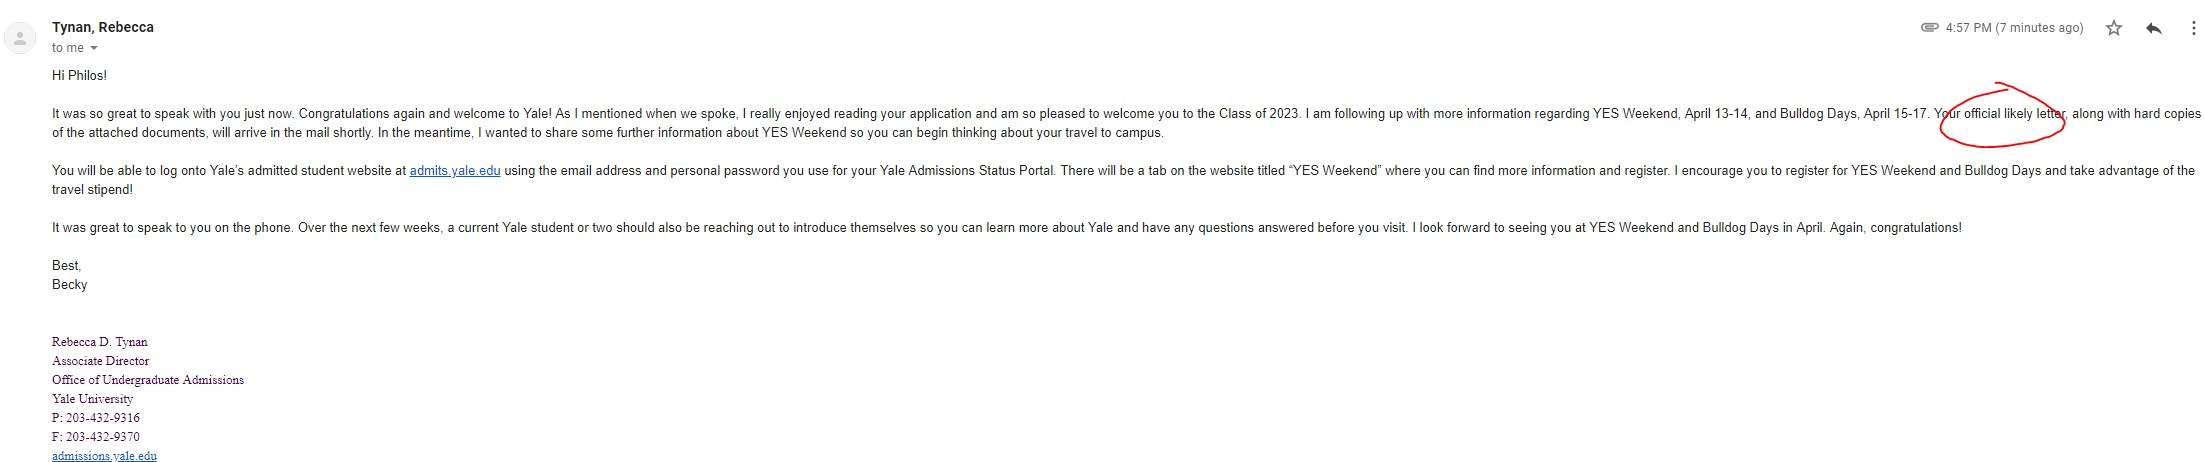 Tynan, Rebecca
4:57 PM (7 minutes ago)
to me
Hi Philos!
It was so great to speak with you just now. Congratulations again and welcome to Yale! As I mentioned when we spoke, I really enjoyed reading your application and am so pleased to welcome you to the Class of 2023. I am following up with more information regarding YES Weekend, April 13-14, and Bulldog Days, April 15-17. Your official likely letter, along with hard copies
of the attached documents, will arrive in the mail shortly. In the meantime, I wanted to share some further information about YES Weekend so you can begin thinking about your travel to campus.
You will be able to log onto Yale's admitted student website at admits.yale.edu using the email address and personal password you use for your Yale Admissions Status Portal. There will be a tab on the website titled “YES Weekend” where you can find more information and register. I encourage you to register for YES Weekend and Bulldog Days and take advantage of the
travel stipend!
It was great to speak to you on the phone. Over the next few weeks, a current Yale student or two should also be reaching out to introduce themselves so you can learn more about Yale and have any questions answered before you visit. I look forward to seeing you at YES Weekend and Bulldog Days in April. Again, congratulations!
Best,
Becky
Rebecca D. Tynan
Associate Director
Office of Undergraduate Admissions
Yale University
P: 203-432-9316
F: 203-432-9370
admissions.yale.edu